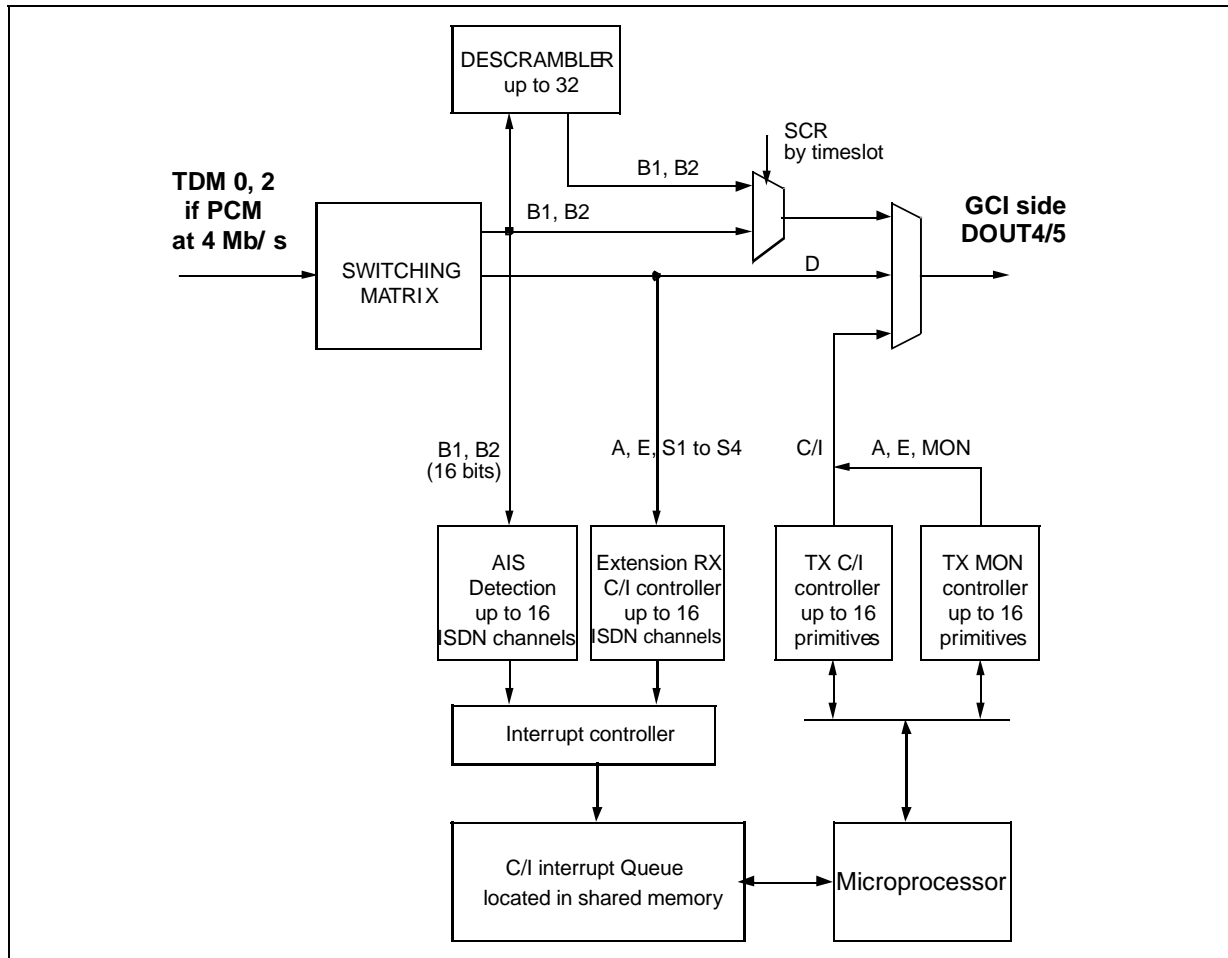 DESCRAMBLER
up to 32
SCR
by timeslot
B1, B2
TDM 0, 2
if PCM
at 4 Mb/ s
B1, B2
GCI side
DOUT4/5
SWITCHING
MATRIX
D
B1, B2
(16 bits)
A, E, S1 to S4
C/I
A, E, MON
AIS
Detection
up to 16
ISDN channels
Extension RX
C/I controller
up to 16
ISDN channels
TX C/I
controller
up to 16
primitives
TX MON
controller
up to 16
primitives
Interrupt controller
C/I interrupt Queue
located in shared memory
Microprocessor